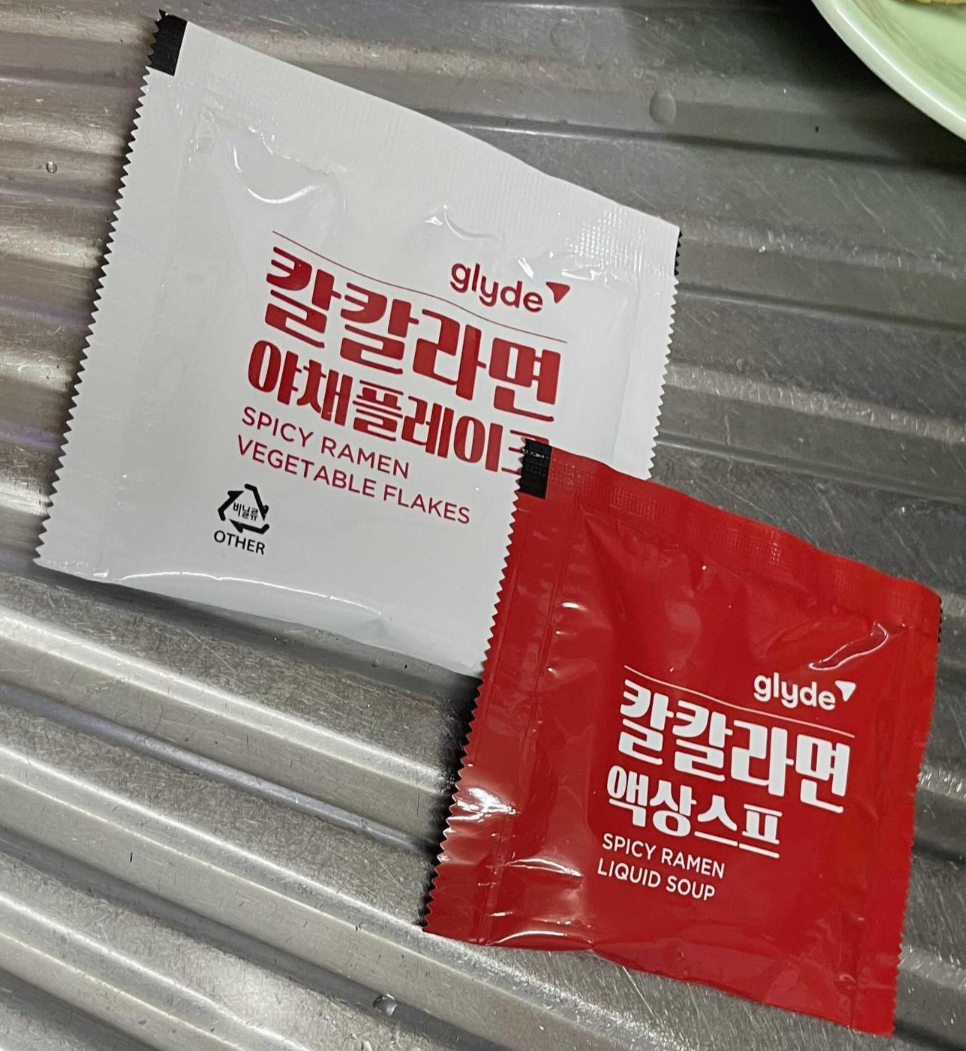 glyde
칼칼라면
야채플레이크
SPICY RAMEN
VEGETABLE FLAKES
비닐류
OTHER
glyde
칼칼라면
액상스프
SPICY RAMEN
LIQUID SOUP